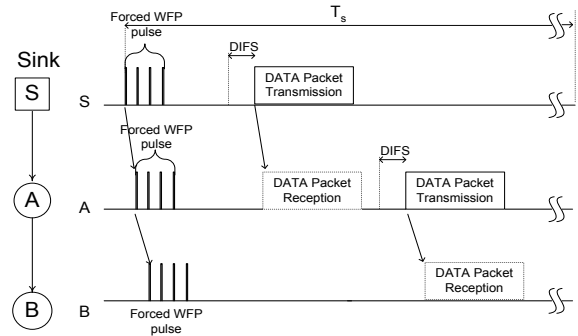 Forced WFP
pulse
T_s
DIFS
Sink
S
S
DATA Packet
Transmission
Forced WFP
pulse
DIFS
A
A
DATA Packet
Reception
DATA Packet
Transmission
DATA Packet
Reception
B
B
Forced WFP
pulse